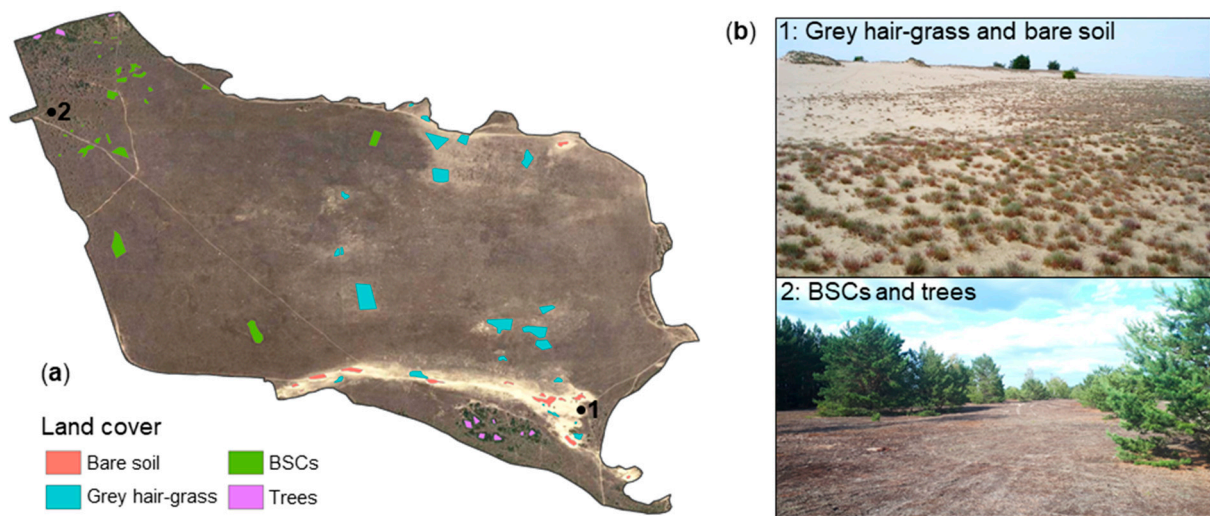 (b)
1: Grey hair-grass and bare soil
2
2: BSCs and trees
(a)
1
Land cover
Bare soil
BSCs
Grey hair-grass
Trees